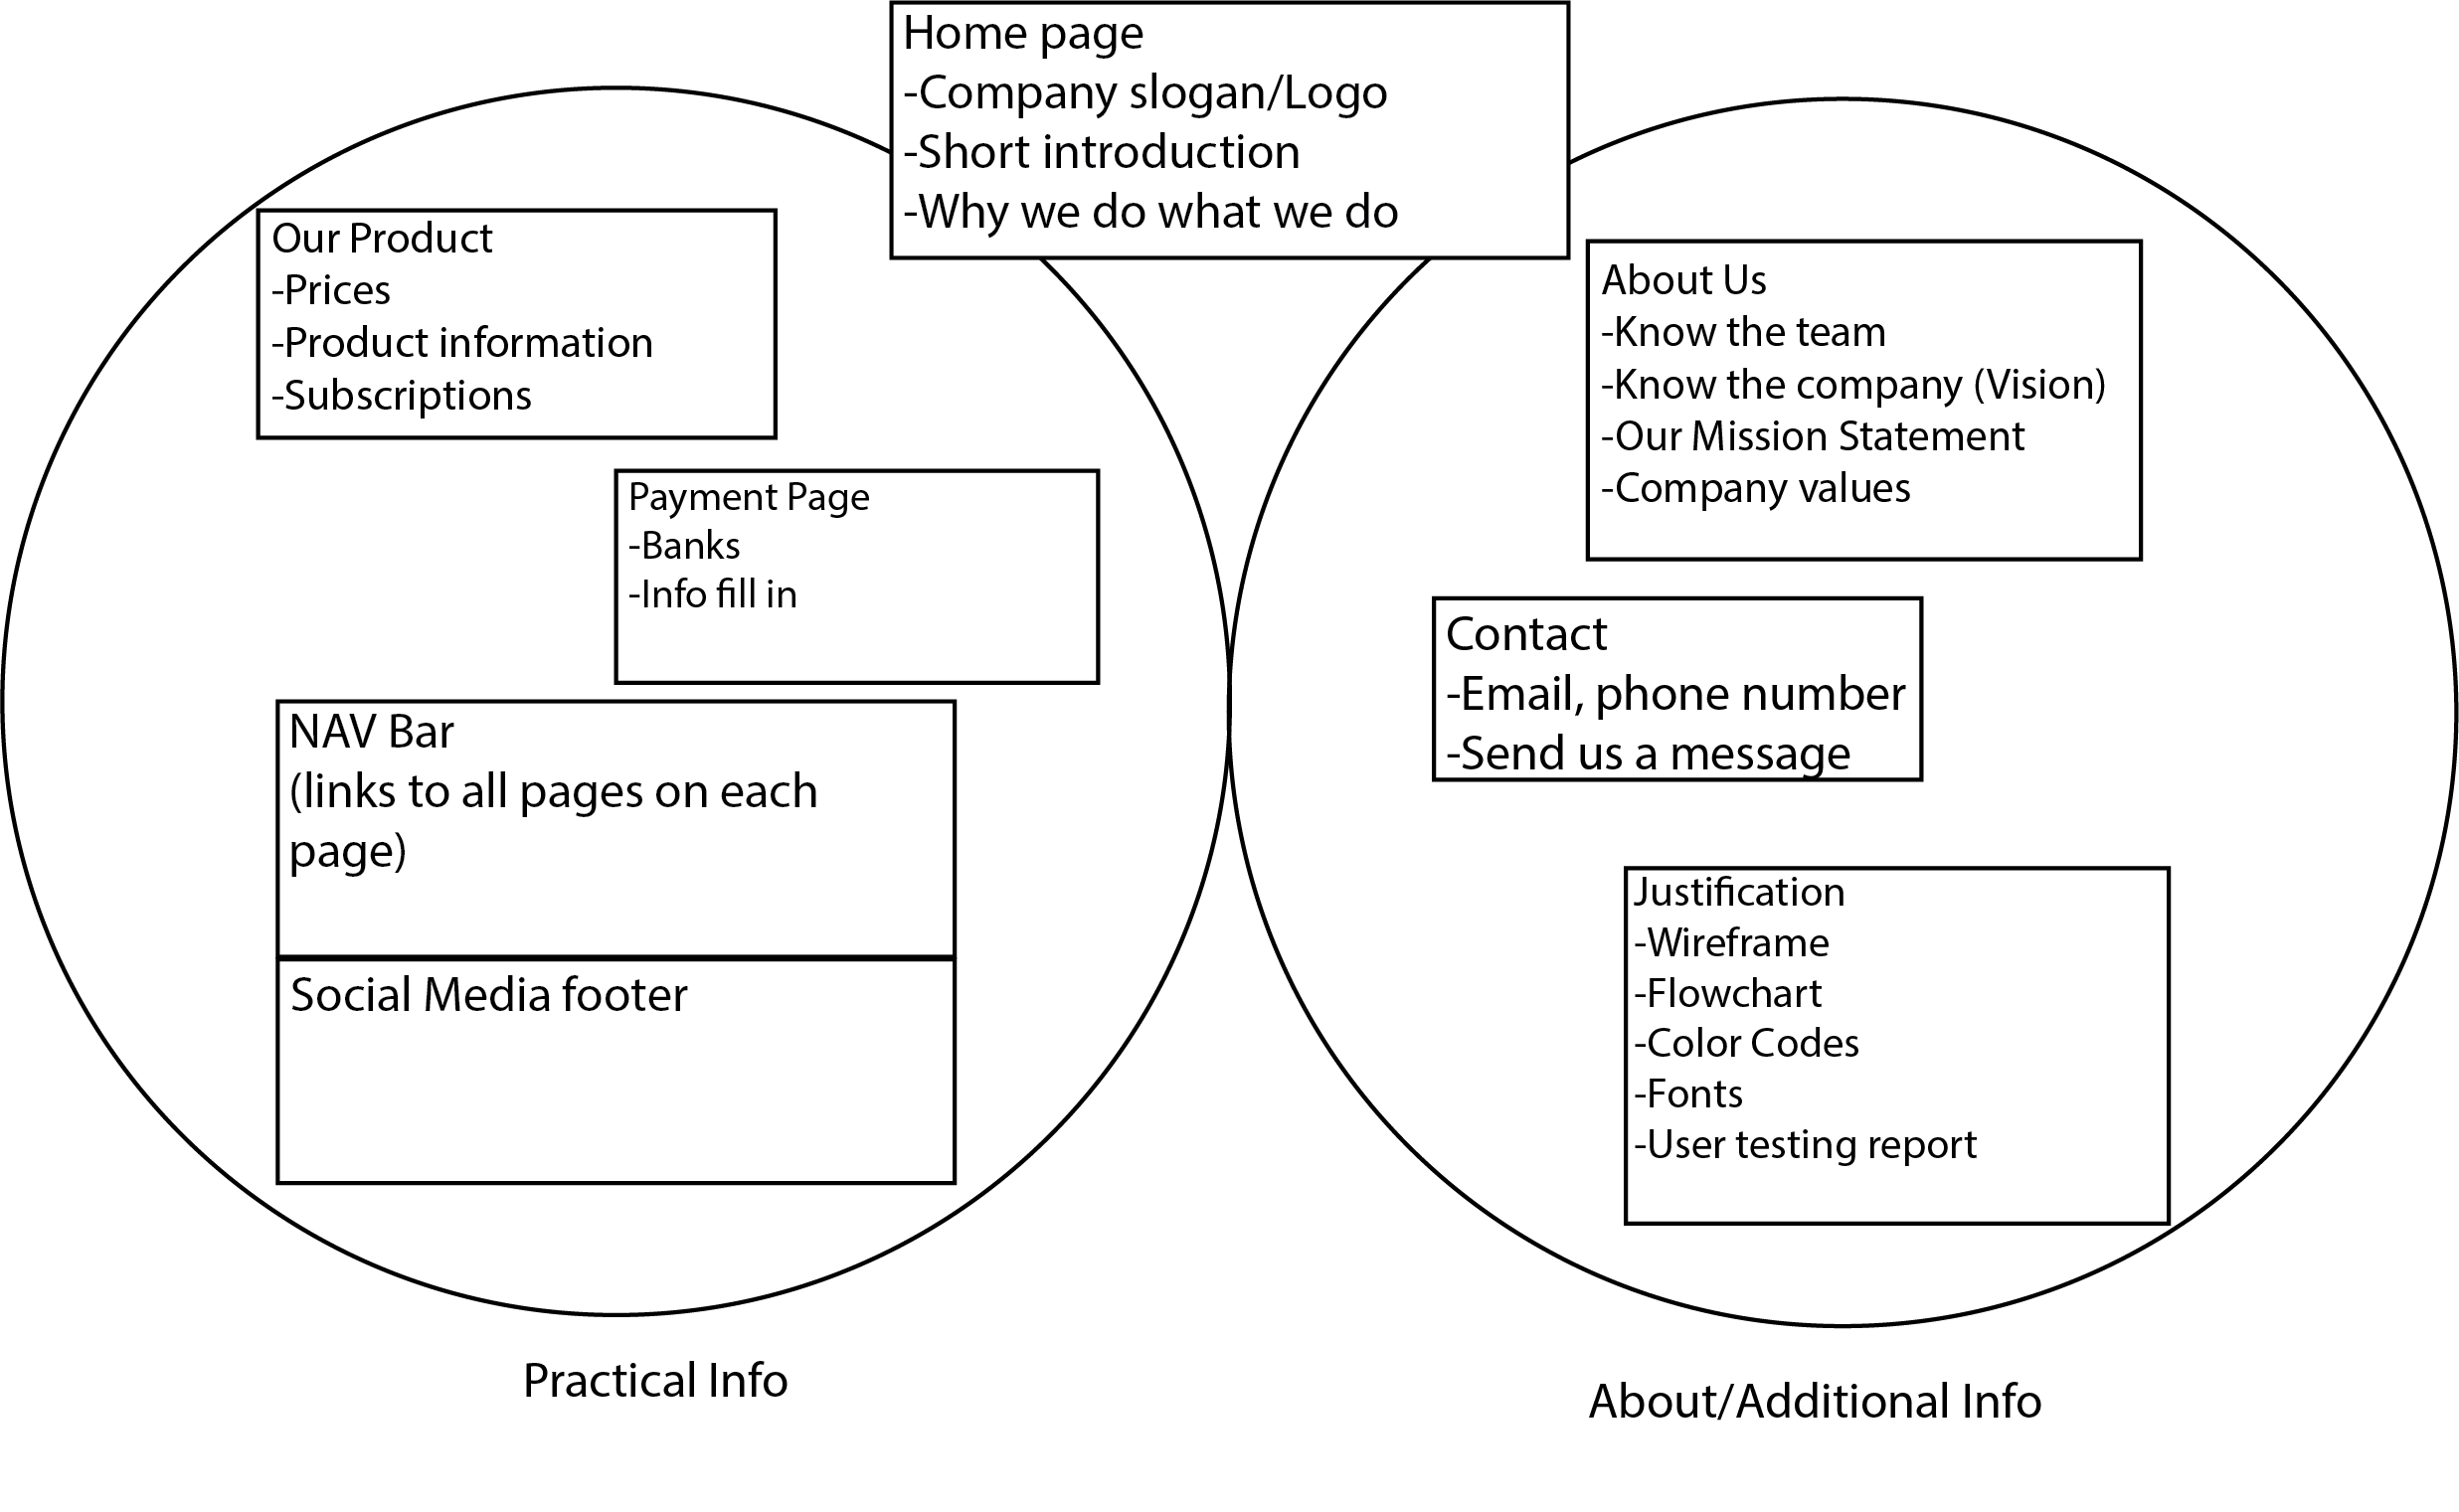 Home page
-Company slogan/Logo
-Short introduction
-Why we do what we do
Our Product
-Prices
-Product information
-Subscriptions
Payment Page
-Banks
-Info fill in
NAV Bar
(links to all pages on each
page)
Social Media footer
Practical Info
About Us
-Know the team
-Know the company (Vision)
-Our Mission Statement
-Company values
Contact
-Email, phone number
-Send us a message
Justification
-Wireframe
-Flowchart
-Color Codes
-Fonts
-User testing report
About/Additional Info